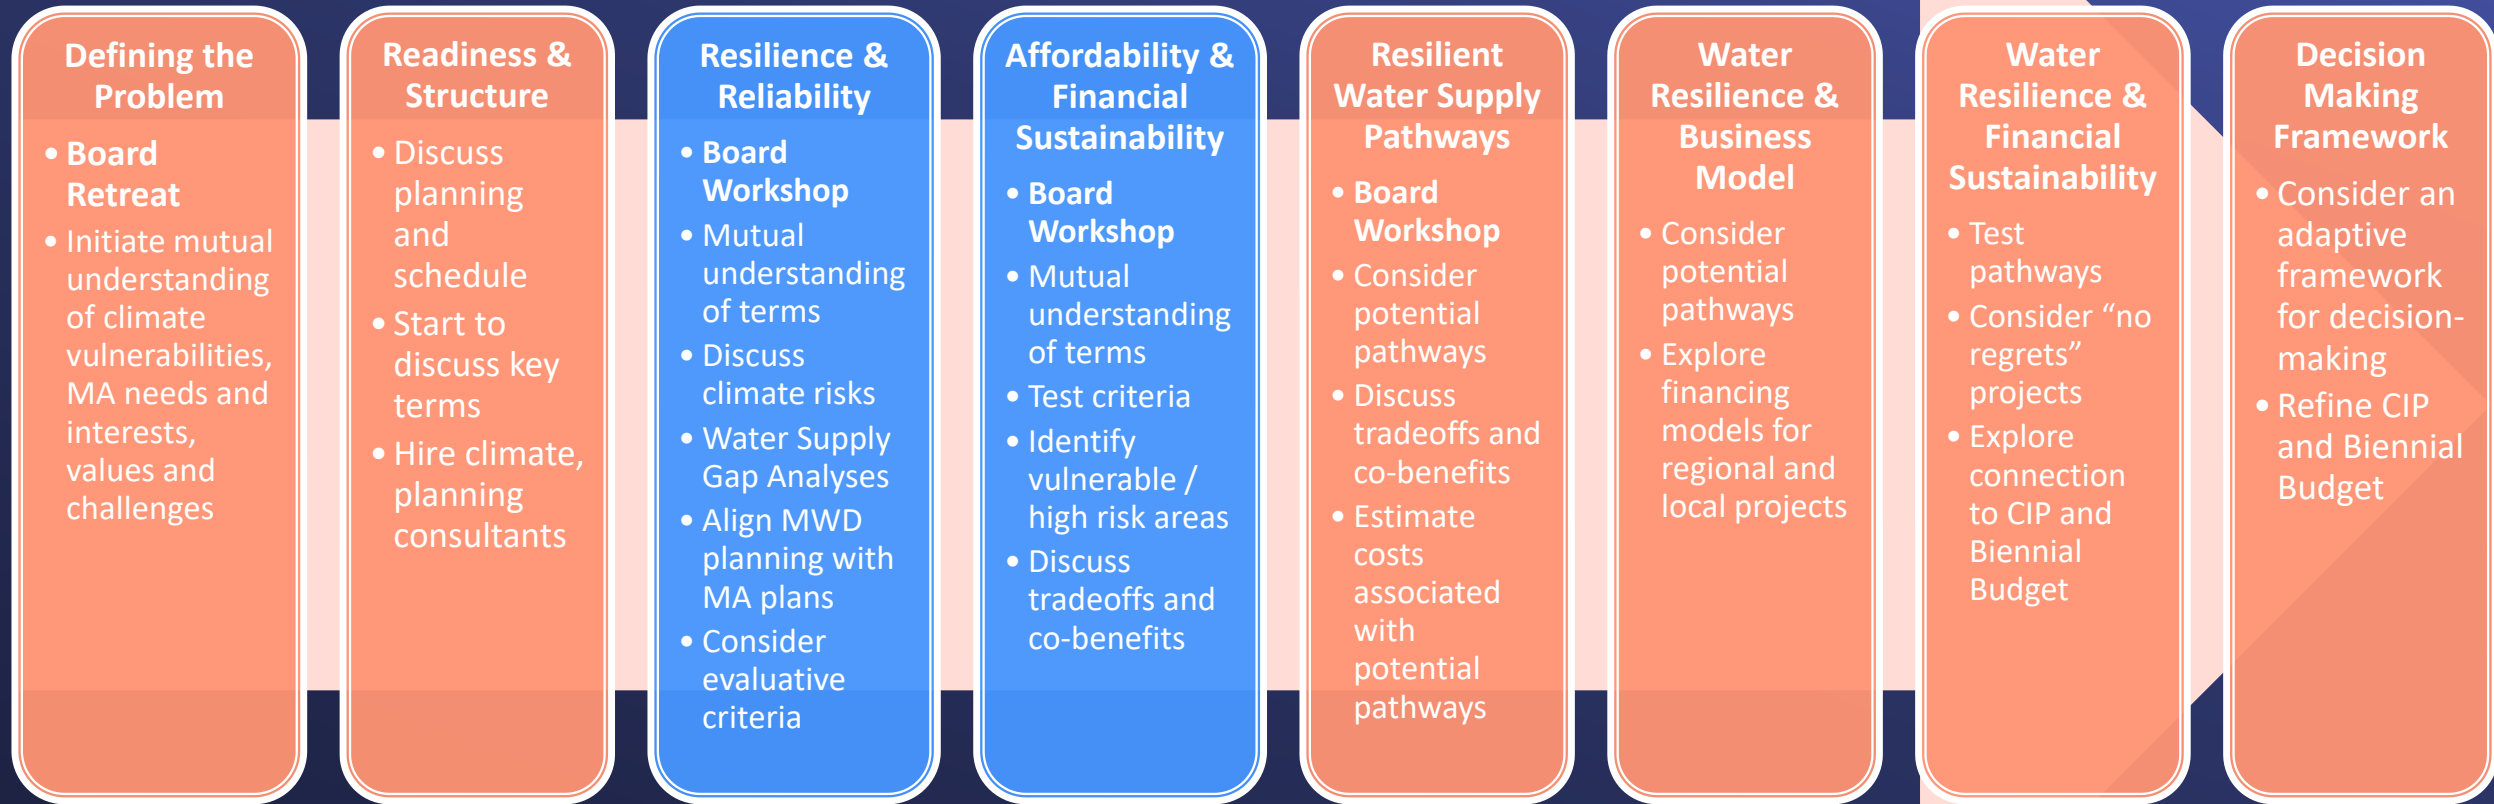 Defining the
Problem
• Board
Retreat
• Initiate mutual
understanding
of climate
vulnerabilities,
MA needs and
interests,
values and
challenges
Readiness &
Structure
• Discuss
planning
and
schedule
• Start to
discuss key
terms
• Hire climate,
planning
consultants
Resilience &
Reliability
• Board
Workshop
• Mutual
understanding
of terms
• Discuss
climate risks
• Water Supply
Gap Analyses
• Align MWD
planning with
MA plans
• Consider
evaluative
criteria
Affordability &
Financial
Sustainability
• Board
Workshop
• Mutual
understanding
of terms
• Test criteria
• Identify
vulnerable /
high risk areas
• Discuss
tradeoffs and
co-benefits
Resilient
Water Supply
Pathways
• Board
Workshop
• Consider
potential
pathways
• Discuss
tradeoffs and
co-benefits
• Estimate
costs
associated
with
potential
pathways
Water
Resilience &
Business
Model
• Consider
potential
pathways
• Explore
financing
models for
regional and
local projects
Water
Resilience &
Financial
Sustainability
• Test
pathways
• Consider “no
regrets”
projects
• Explore
connection
to CIP and
Biennial
Budget
Decision
Making
Framework
• Consider an
adaptive
framework
for decision-
making
• Refine CIP
and Biennial
Budget